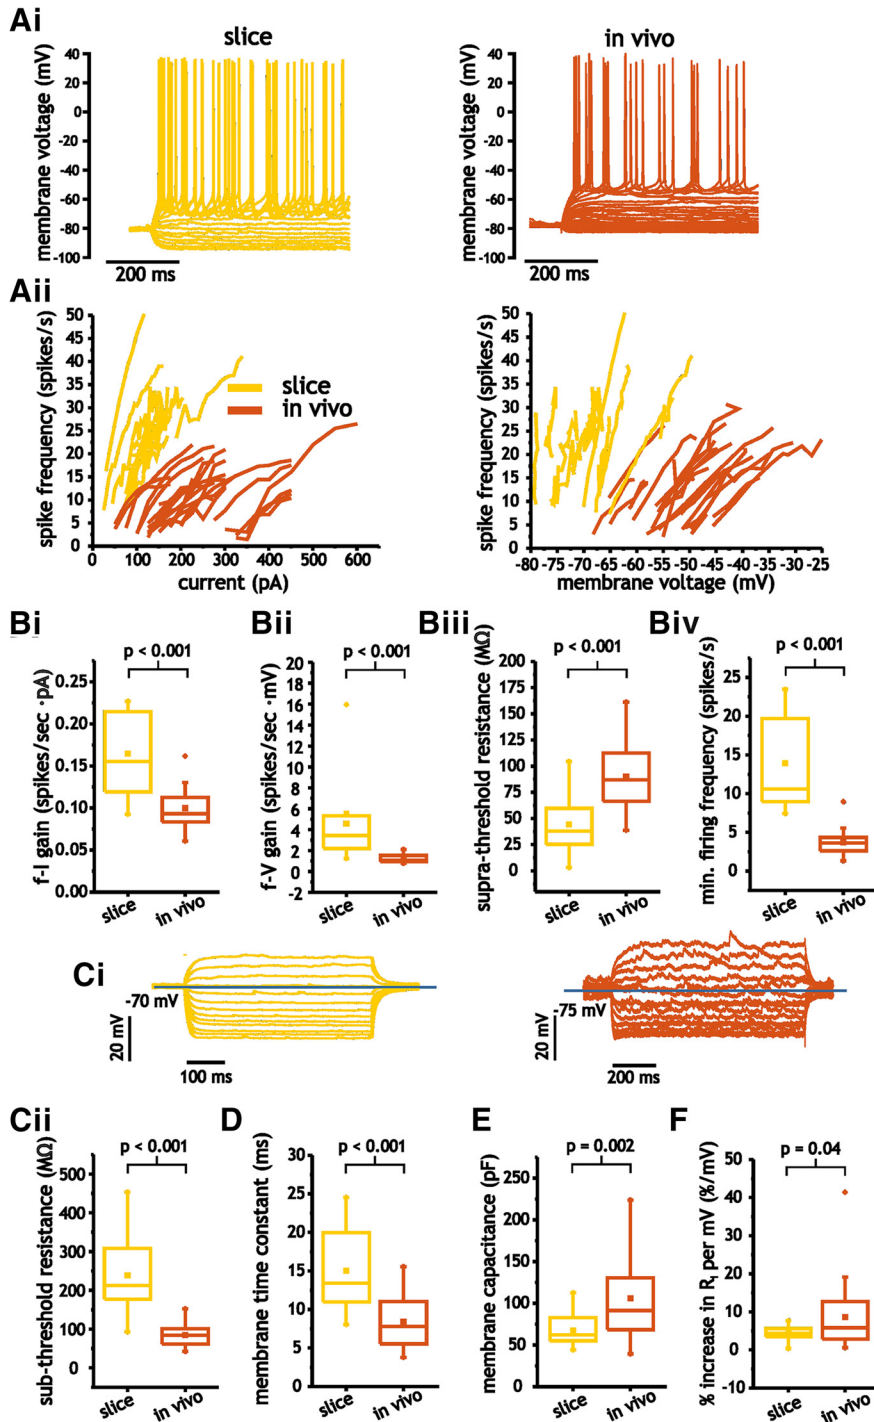 Ai
slice
in vivo
membrane voltage (mV)
40
20
0
-20
-40
-60
-80
-100
200 ms
membrane voltage (mV)
40
20
0
-20
-40
-60
-80
-100
200 ms
Aii
spike frequency (spikes/s)
50
45
40
35
30
25
20
15
10
5
0
0
100
200
300
400
500
600
current (pA)
slice
in vivo
spike frequency (spikes/s)
50
45
40
35
30
25
20
15
10
5
0
-80 -75 -70 -65 -60 -55 -50 -45 -40 -35 -30 -25
membrane voltage (mV)
Bi
p < 0.001
f-I gain (spikes/sec ·pA)
0.25
0.20
0.15
0.10
0.05
0.00
slice
in vivo
Bii
p < 0.001
f-V gain (spikes/sec ·mV)
20
18
16
14
12
10
8
6
4
2
0
-2
slice
in vivo
Biii
p < 0.001
supra-threshold resistance (MΩ)
200
175
150
125
100
75
50
25
0
slice
in vivo
Biv
p < 0.001
min. firing frequency (spikes/s)
25
20
15
10
5
0
slice
in vivo
Ci
-70 mV
20 mV
100 ms
-75 mV
20 mV
200 ms
Cii
p < 0.001
sub-threshold resistance (MΩ)
500
400
300
200
100
0
slice
in vivo
D
p < 0.001
membrane time constant (ms)
30
25
20
15
10
5
0
slice
in vivo
E
p = 0.002
membrane capacitance (pF)
250
200
150
100
50
0
slice
in vivo
F
p = 0.04
% increase in Rᵢ per mV (%/mV)
50
40
30
20
10
0
-10
slice
in vivo